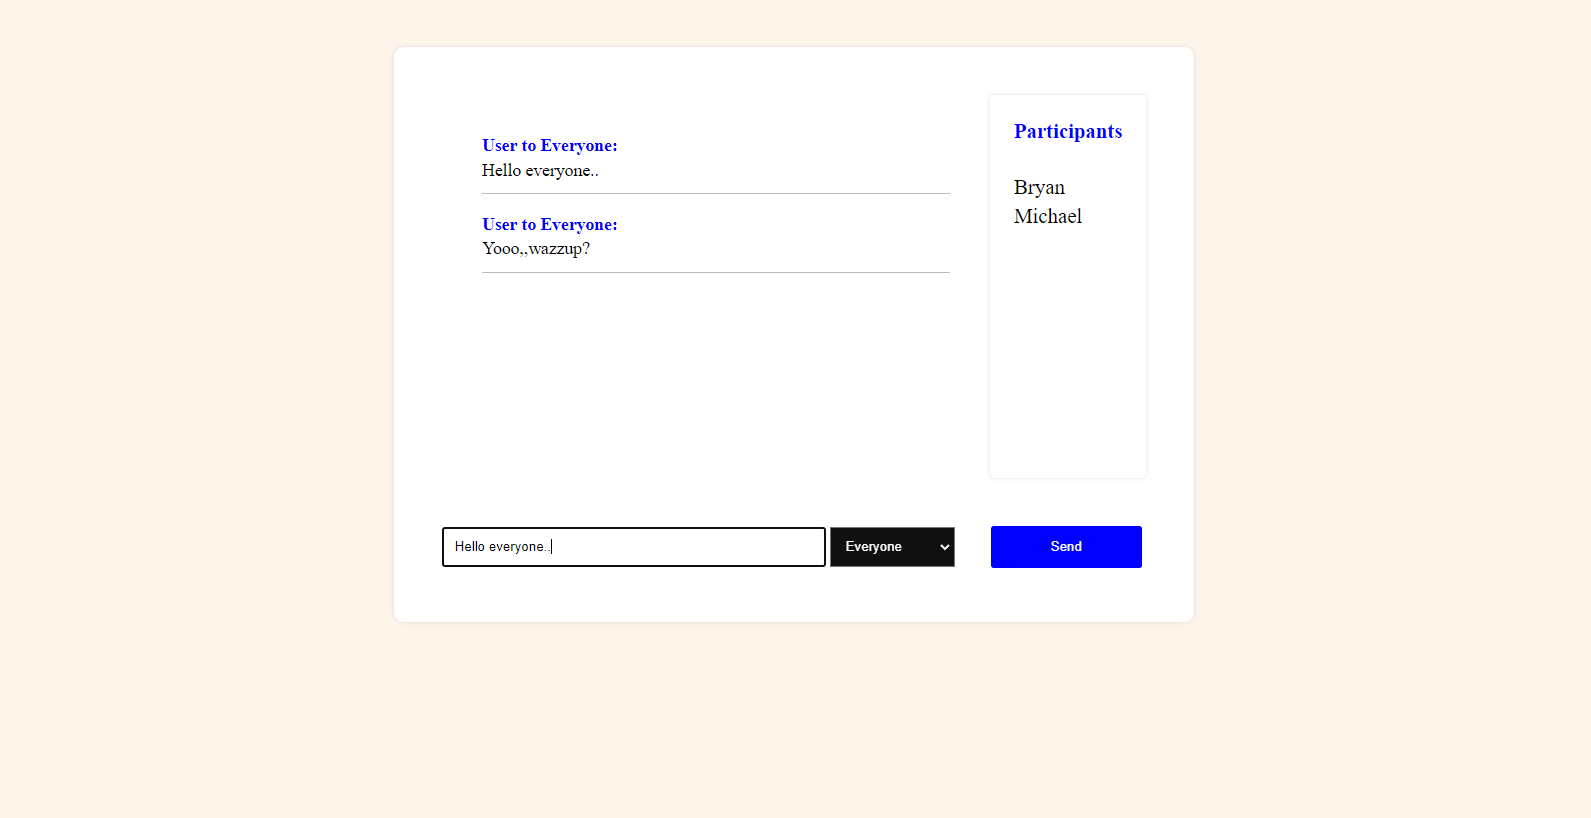 User to Everyone:
Hello everyone..
User to Everyone:
Yooo,,wazzup?
Participants
Bryan
Michael
Hello everyone..
Everyone
Send